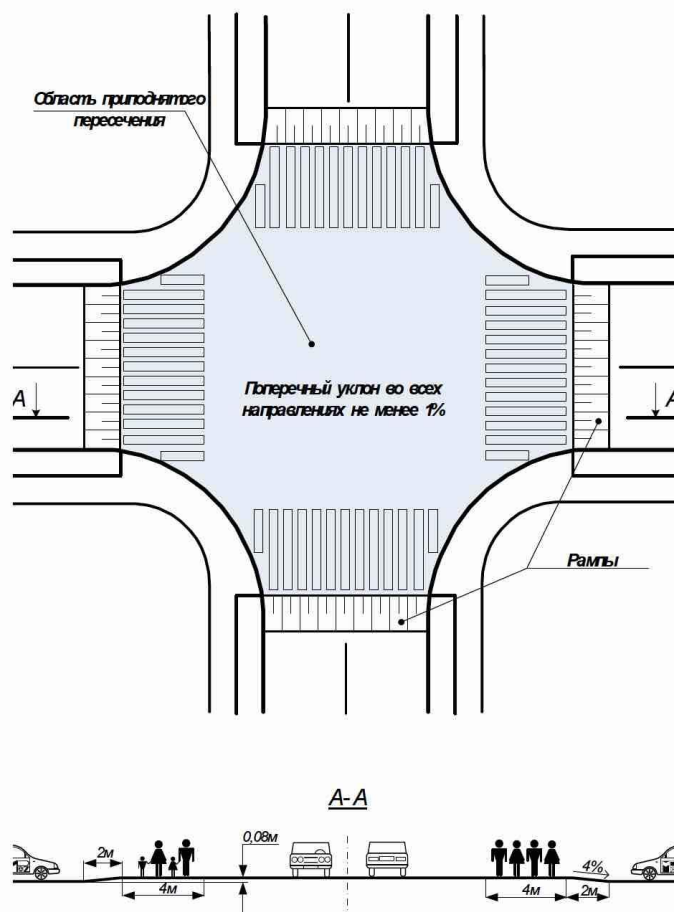 Область приподнятого
пересечения
Поперечный уклон во всех
направлениях не менее 1%
А
А
Рампы
А-А
2м
0,08м
4%
4м
4м
2м